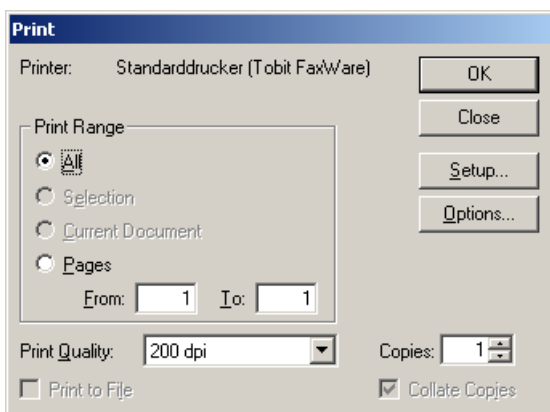 Print
Printer: Standarddrucker (Tobit FaxWare)
OK
Close
Print Range
All
Selection
Current Document
Pages
From: 1 To: 1
Setup...
Options...
Print Quality: 200 dpi
Copies: 1
Print to File
Collate Copies